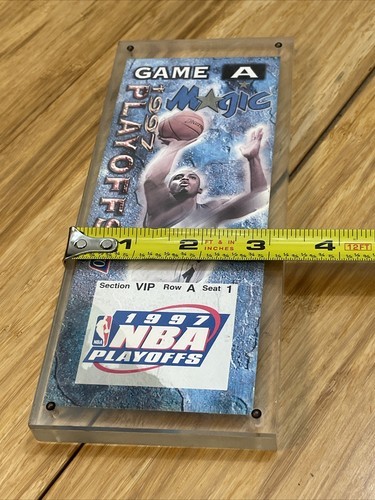 GAME A
Magic
1997
PLAYOFFS
1 2 3 4
FT & IN
INCHES
12FT
Section VIP Row A Seat 1
1997
NBA
NBA
PLAYOFFS